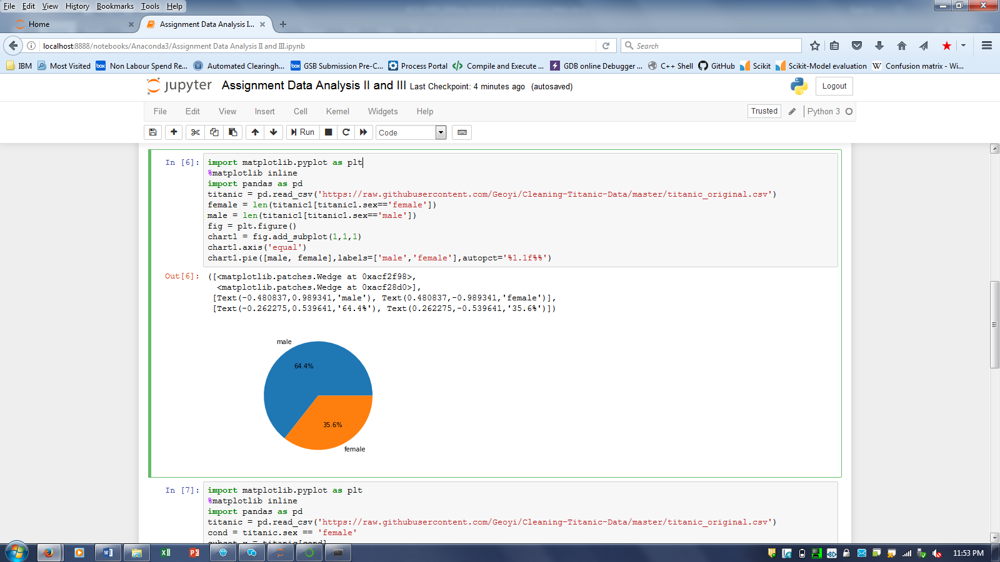 File Edit View History Bookmarks Tools Help
Home
Assignment Data Analysis I...
localhost:8888/notebooks/Anaconda3/Assignment Data Analysis II and III.ipynb
Search
IBM Most Visited Non Labour Spend Re... Automated Clearingh... GSB Submission Pre-C... Process Portal Compile and Execute ... GDB online Debugger ... C++ Shell GitHub Scikit Scikit-Model evaluation Confusion matrix - Wi...
jupyter Assignment Data Analysis II and III Last Checkpoint: 4 minutes ago (autosaved)
Logout
File Edit View Insert Cell Kernel Widgets Help
Trusted Python 3
Run Code
In [6]: import matplotlib.pyplot as plt
%matplotlib inline
import pandas as pd
titanic = pd.read_csv('https://raw.githubusercontent.com/Geoyi/Cleaning-Titanic-Data/master/titanic_original.csv')
female = len(titanic1[titanic1.sex=='female'])
male = len(titanic1[titanic1.sex=='male'])
fig = plt.figure()
chart1 = fig.add_subplot(1,1,1)
chart1.axis('equal')
chart1.pie([male, female],labels=['male','female'],autopct='%1.1f%%')
Out[6]: ([<matplotlib.patches.Wedge at 0xacf2f98>,
<matplotlib.patches.Wedge at 0xacf28d0>],
[Text(-0.480837,0.989341,'male'), Text(0.480837,-0.989341,'female')],
[Text(-0.262275,0.539641,'64.4%'), Text(0.262275,-0.539641,'35.6%')])
male
64.4%
35.6%
female
In [7]: import matplotlib.pyplot as plt
%matplotlib inline
import pandas as pd
titanic = pd.read_csv('https://raw.githubusercontent.com/Geoyi/Cleaning-Titanic-Data/master/titanic_original.csv')
cond = titanic.sex == 'female'
11:53 PM